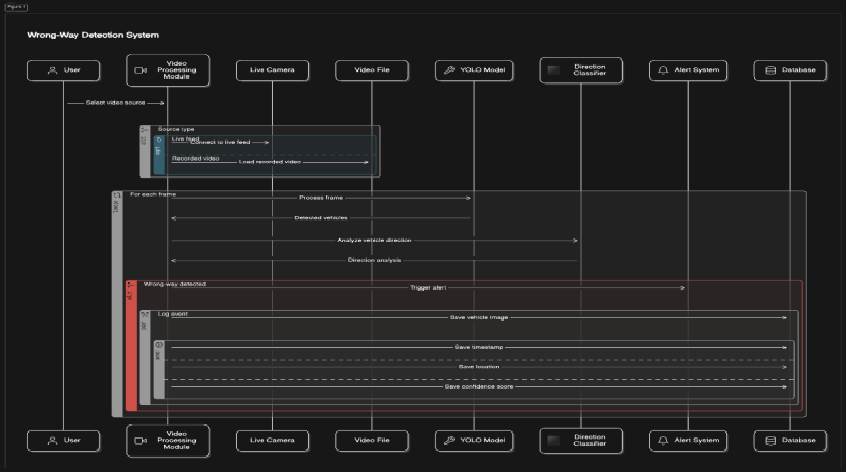 Figure 1
Wrong-Way Detection System
User
Video
Processing
Module
Live Camera
Video File
YOLO Model
Direction
Classifier
Alert System
Database
Select video source
Source type
Live feed
Connect to live feed
Recorded video
Load recorded video
For each frame
Process frame
Detected vehicles
Analyze vehicle direction
Direction analysis
Wrong-way detected
Trigger alert
Log event
Save vehicle image
Save timestamp
Save location
Save confidence score
User
Video
Processing
Module
Live Camera
Video File
YOLO Model
Direction
Classifier
Alert System
Database